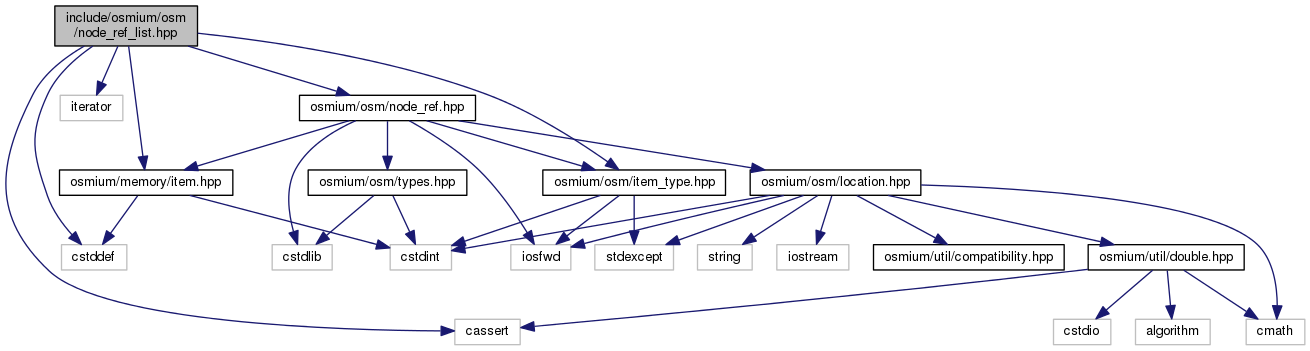 include/osmium/osm
/node_ref_list.hpp
iterator
osmium/osm/node_ref.hpp
osmium/memory/item.hpp
osmium/osm/types.hpp
osmium/osm/item_type.hpp
osmium/osm/location.hpp
cstddef
cstdlib
cstdint
iosfwd
stdexcept
string
iostream
osmium/util/compatibility.hpp
osmium/util/double.hpp
cassert
cstdio
algorithm
cmath